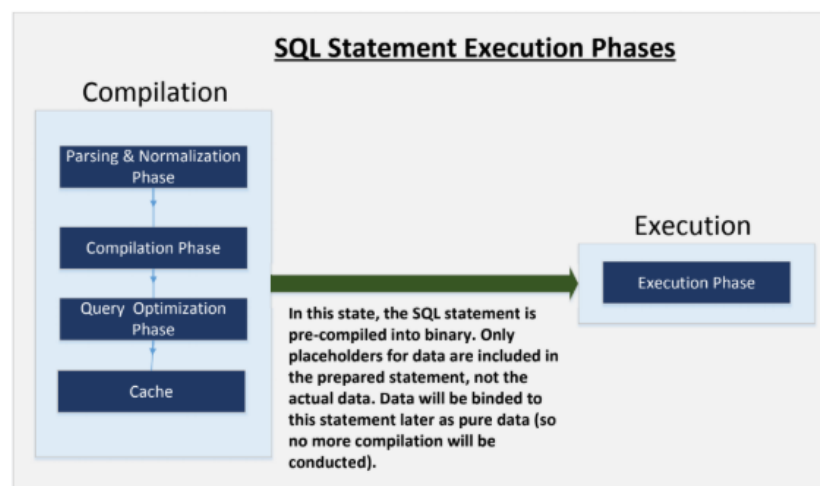 SQL Statement Execution Phases
Compilation
Parsing & Normalization
Phase
Compilation Phase
Query Optimization
Phase
Cache
In this state, the SQL statement is
pre-compiled into binary. Only
placeholders for data are included in
the prepared statement, not the
actual data. Data will be binded to
this statement later as pure data (so
no more compilation will be
conducted).
Execution
Execution Phase